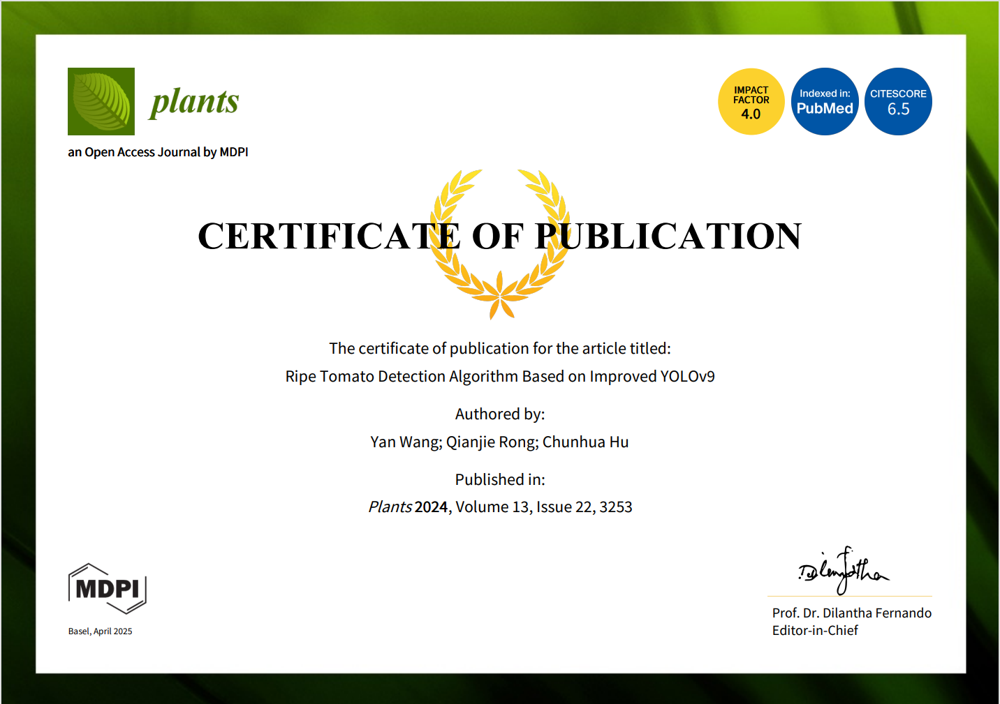 plants
an Open Access Journal by MDPI
IMPACT
FACTOR
4.0
Indexed in:
PubMed
CITESCORE
6.5
CERTIFICATE OF PUBLICATION
The certificate of publication for the article titled:
Ripe Tomato Detection Algorithm Based on Improved YOLOv9
Authored by:
Yan Wang; Qianjie Rong; Chunhua Hu
Published in:
Plants 2024, Volume 13, Issue 22, 3253
MDPI
Basel, April 2025
Prof. Dr. Dilantha Fernando
Editor-in-Chief